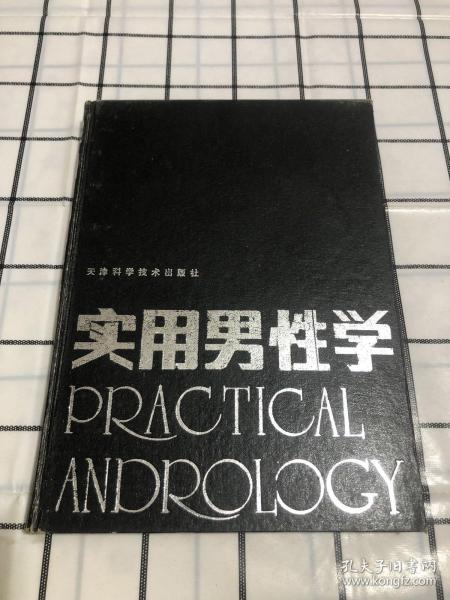 天津科学技术出版社
实用男性学
PRACTICAL
ANDROLOGY
孔夫子旧书网
www.kongfz.com